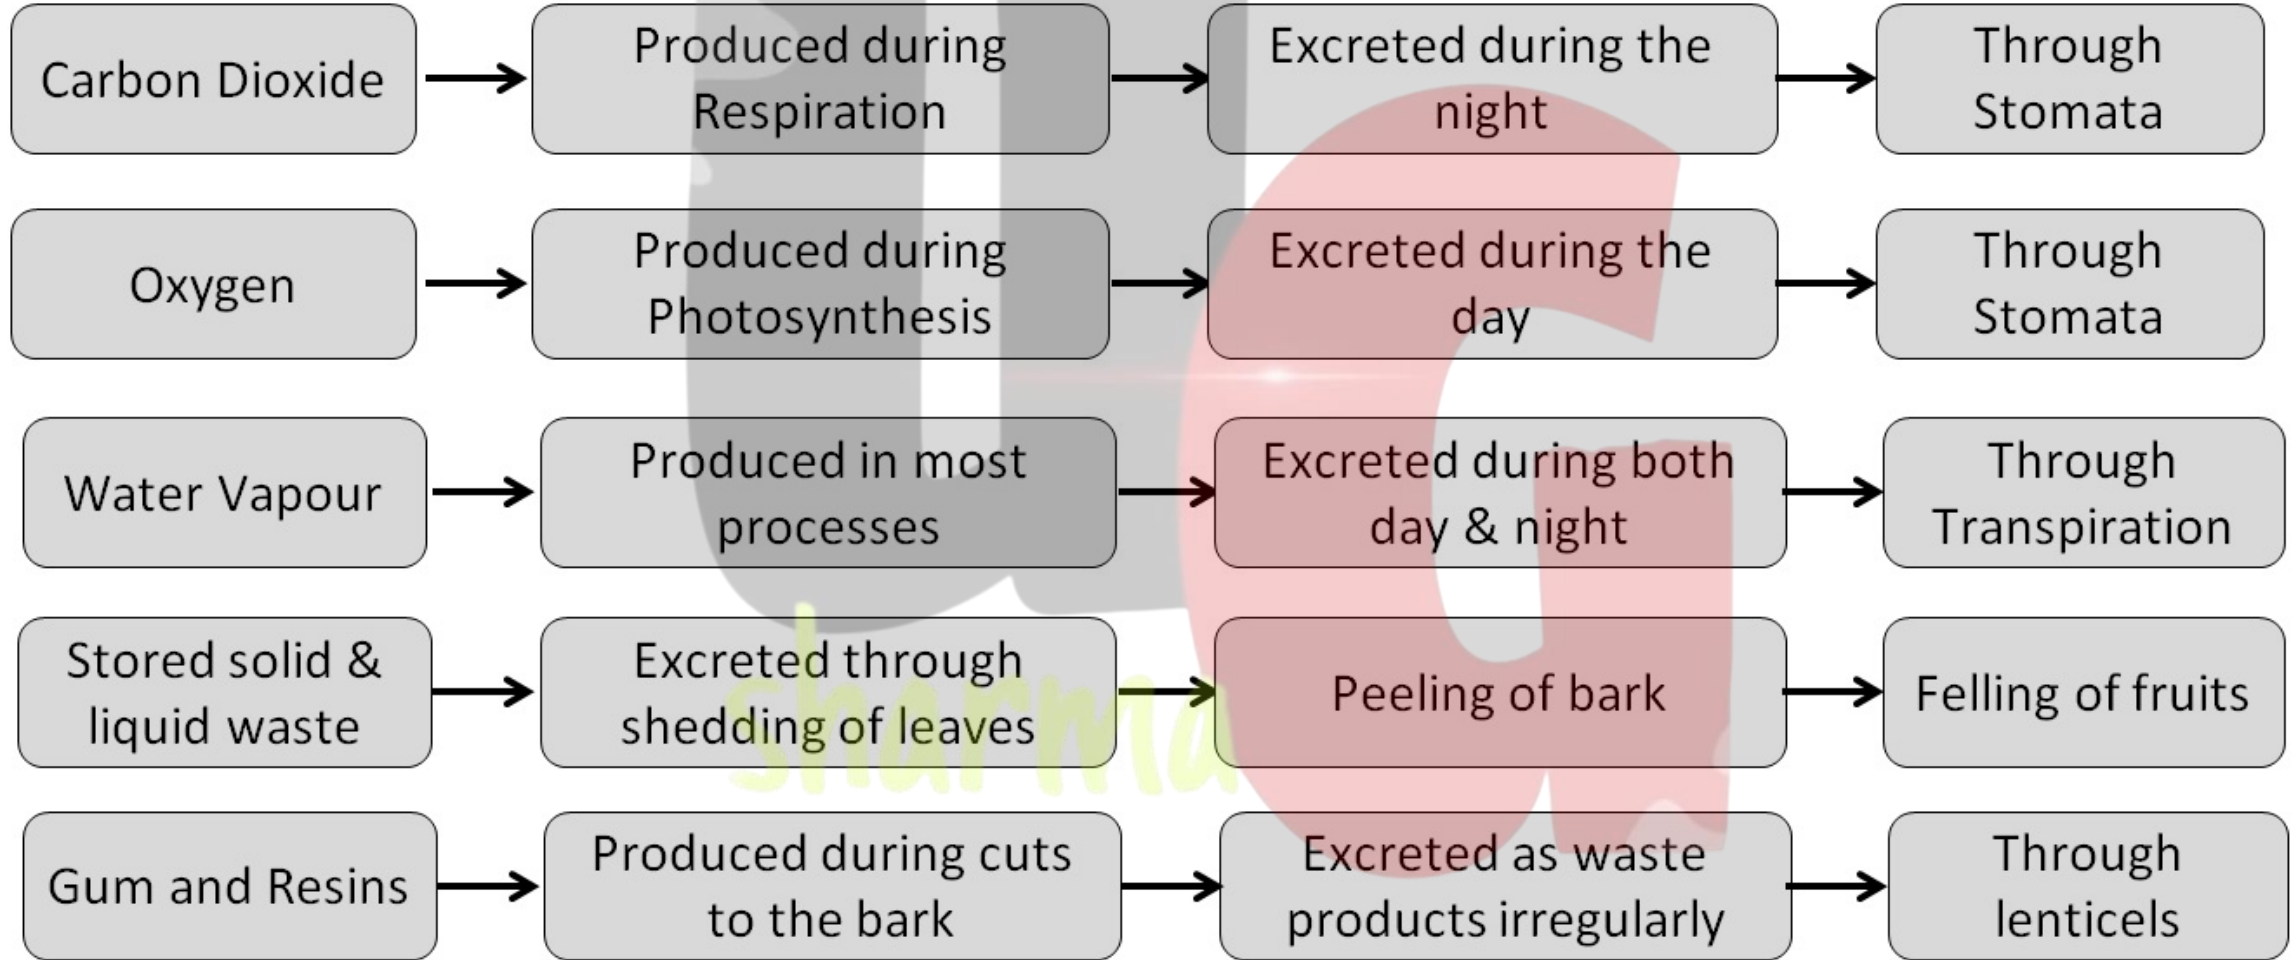 Carbon Dioxide
Produced during
Respiration
Excreted during the
night
Through
Stomata
Oxygen
Produced during
Photosynthesis
Excreted during the
day
Through
Stomata
Water Vapour
Produced in most
processes
Excreted during both
day & night
Through
Transpiration
Stored solid &
liquid waste
Excreted through
shedding of leaves
Peeling of bark
Felling of fruits
Gum and Resins
Produced during cuts
to the bark
Excreted as waste
products irregularly
Through
lenticels
UG
sharma